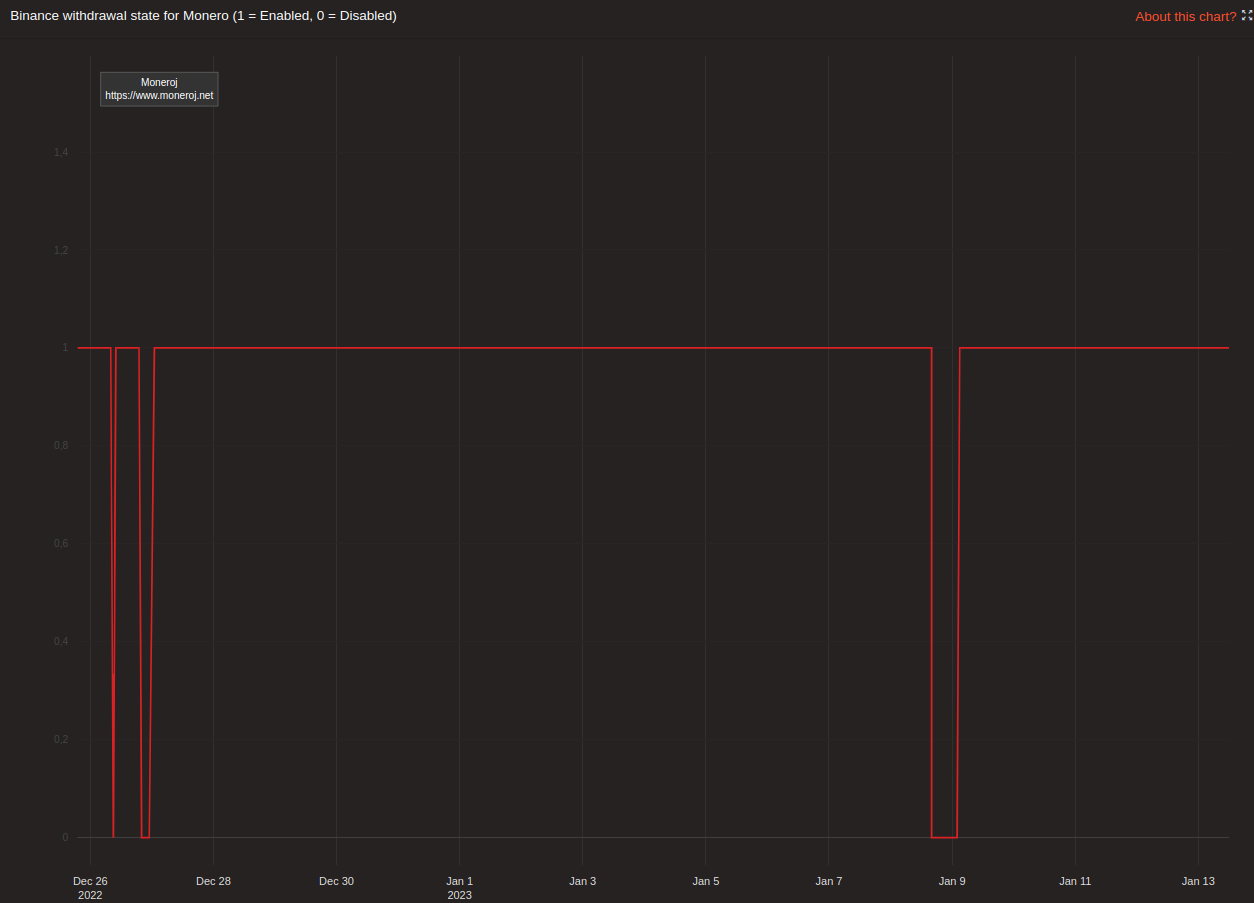 Binance withdrawal state for Monero (1 = Enabled, 0 = Disabled)
About this chart?
Moneroj
https://www.moneroj.net
1,4
1,2
1
0,8
0,6
0,4
0,2
0
Dec 26 Dec 28 Dec 30 Jan 1 Jan 3 Jan 5 Jan 7 Jan 9 Jan 11 Jan 13
2022 2023